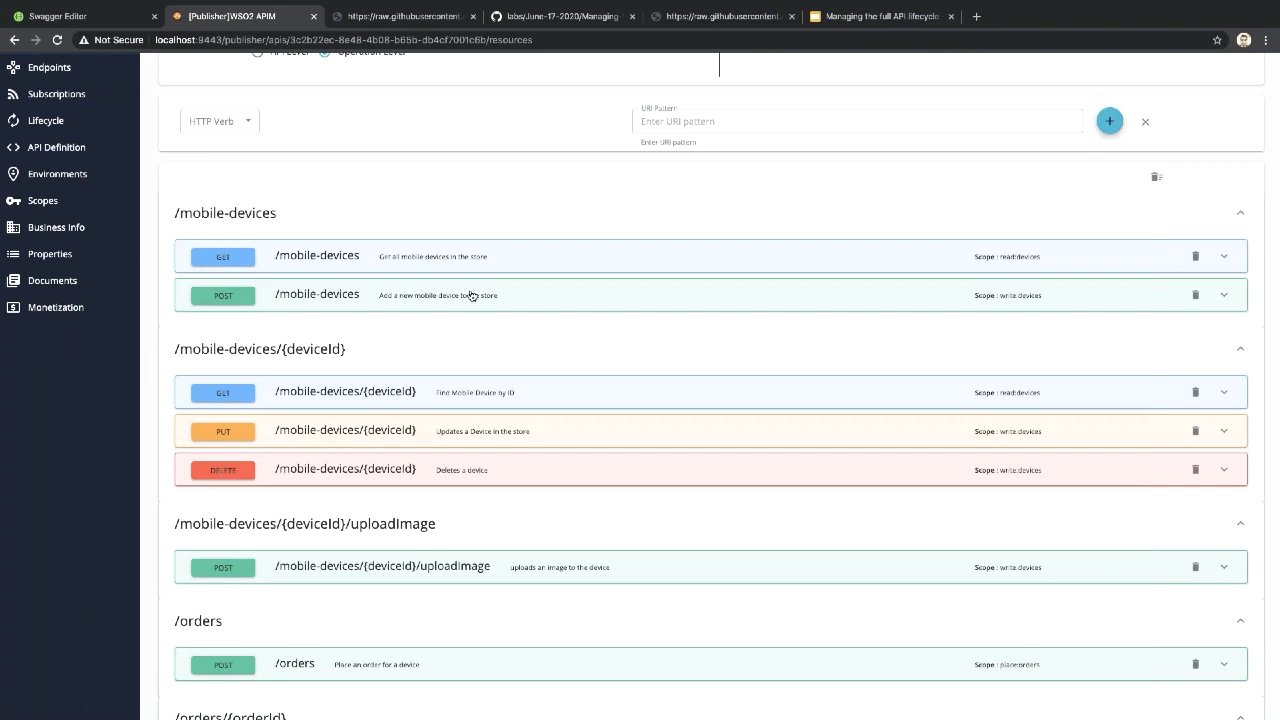 Swagger Editor
[Publisher]WSO2 APIM
https://raw.githubusercontent.
labs/June-17-2020/Managing-
https://raw.githubusercontent.
Managing the full API lifecycle
Not Secure
localhost:9443/publisher/apis/3c2b22ec-8e48-4b08-b65b-db4cf7001c6b/resources
Endpoints
Subscriptions
Lifecycle
API Definition
Environments
Scopes
Business Info
Properties
Documents
Monetization
API Level
Operation Level
HTTP Verb
URI Pattern
Enter URI pattern
Enter URI pattern
/mobile-devices
GET /mobile-devices Get all mobile devices in the store Scope : read:devices
POST /mobile-devices Add a new mobile device to store Scope : write:devices
/mobile-devices/{deviceId}
GET /mobile-devices/{deviceId} Find Mobile Device by ID Scope : read:devices
PUT /mobile-devices/{deviceId} Updates a Device in the store Scope : write:devices
DELETE /mobile-devices/{deviceId} Deletes a device Scope : write:devices
/mobile-devices/{deviceId}/uploadImage
POST /mobile-devices/{deviceId}/uploadImage uploads an image to the device Scope : write:devices
/orders
POST /orders Place an order for a device Scope : place:orders
/orders/{orderId}